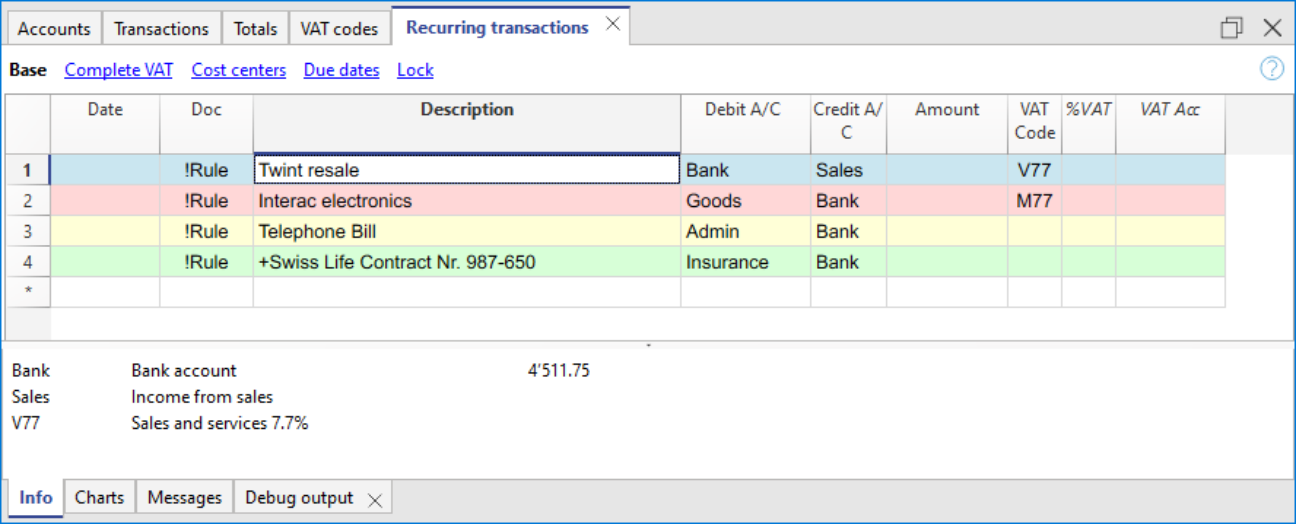 Accounts Transactions Totals VAT codes Recurring transactions
Base Complete VAT Cost centers Due dates Lock ?
Date Doc Description Debit A/C Credit A/C Amount VAT Code %VAT VAT Acc
1 !Rule Twint resale Bank Sales V77
2 !Rule Interac electronics Goods Bank M77
3 !Rule Telephone Bill Admin Bank
4 !Rule +Swiss Life Contract Nr. 987-650 Insurance Bank
*
Bank Bank account 4'511.75
Sales Income from sales
V77 Sales and services 7.7%
Info Charts Messages Debug output